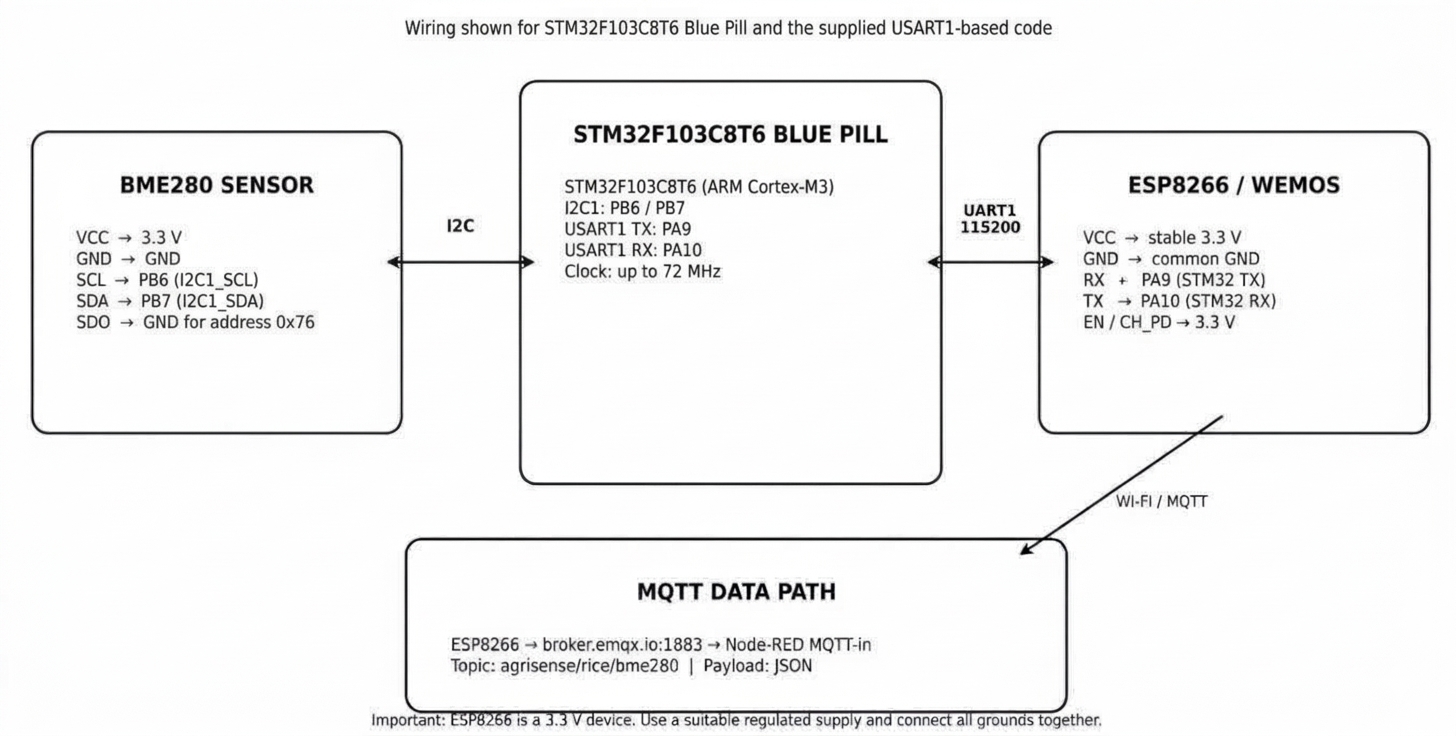 Wiring shown for STM32F103C8T6 Blue Pill and the supplied USART1-based code
BME280 SENSOR
VCC → 3.3 V
GND → GND
SCL → PB6 (I2C1_SCL)
SDA → PB7 (I2C1_SDA)
SDO → GND for address 0x76
I2C
STM32F103C8T6 BLUE PILL
STM32F103C8T6 (ARM Cortex-M3)
I2C1: PB6 / PB7
USART1 TX: PA9
USART1 RX: PA10
Clock: up to 72 MHz
UART1
115200
ESP8266 / WEMOS
VCC → stable 3.3 V
GND → common GND
RX + PA9 (STM32 TX)
TX → PA10 (STM32 RX)
EN / CH_PD → 3.3 V
WI-FI / MQTT
MQTT DATA PATH
ESP8266 → broker.emqx.io:1883 → Node-RED MQTT-in
Topic: agrisense/rice/bme280 | Payload: JSON
Important: ESP8266 is a 3.3 V device. Use a suitable regulated supply and connect all grounds together.